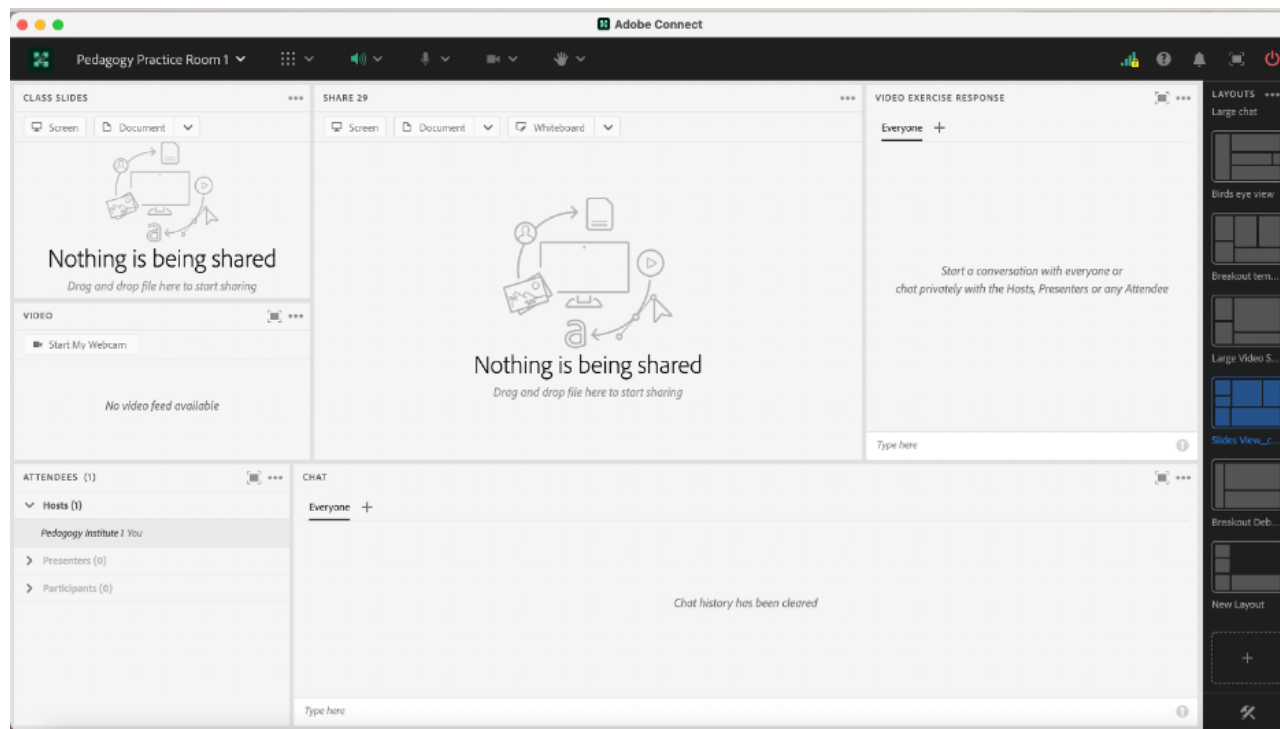 Adobe Connect
Pedagogy Practice Room 1
CLASS SLIDES
Screen
Document
Nothing is being shared
Drag and drop file here to start sharing
VIDEO
Start My Webcam
No video feed available
SHARE 29
Screen
Document
Whiteboard
a
Nothing is being shared
Drag and drop file here to start sharing
VIDEO EXERCISE RESPONSE
Everyone
Start a conversation with everyone or
chat privately with the Hosts, Presenters or any Attendee
Type here
ATTENDEES (1)
Hosts (1)
Pedagogy Institute 1 You
Presenters (0)
Participants (0)
CHAT
Everyone
Chat history has been cleared
Type here
LAYOUTS
Large chat
Birds eye view
Breakout tem...
Large Video S...
Slides View_c...
Breakout Deb...
New Layout